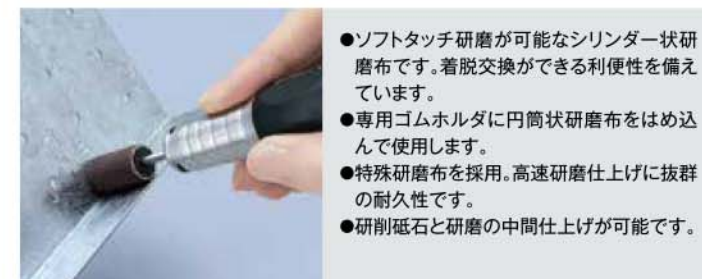 ●ソフトタッチ研磨が可能なシリンダー状研
磨布です。着脱交換ができる利便性を備え
ています。
●専用ゴムホルダに円筒状研磨布をはめ込
んで使用します。
●特殊研磨布を採用。高速研磨仕上げに抜群
の耐久性です。
●研削砥石と研磨の中間仕上げが可能です。